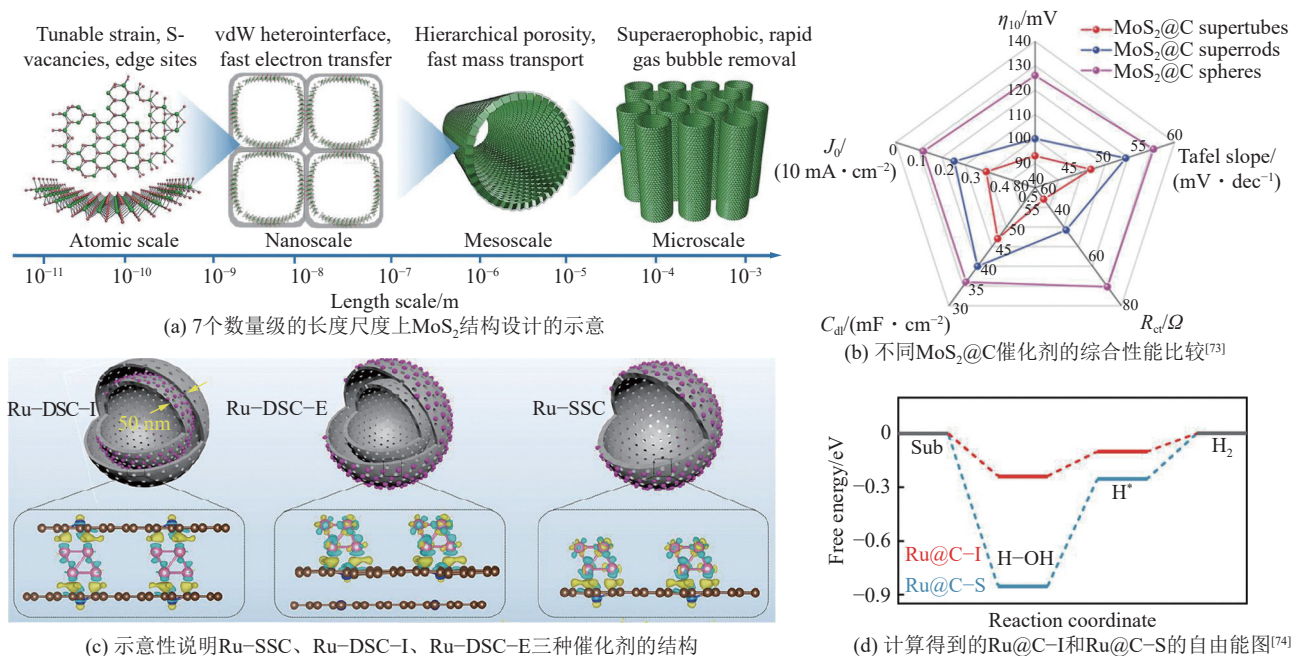 Tunable strain, S-
vacancies, edge sites
vdW heterointerface,
fast electron transfer
Hierarchical porosity,
fast mass transport
Superaerophobic, rapid
gas bubble removal
Atomic scale
Nanoscale
Mesoscale
Microscale
10⁻¹¹ 10⁻¹⁰ 10⁻⁹ 10⁻⁸ 10⁻⁷ 10⁻⁶ 10⁻⁵ 10⁻⁴ 10⁻³
Length scale/m
(a) 7个数量级的长度尺度上MoS₂结构设计的示意
η₁₀/mV
140
130
120
110
100
90
80
MoS₂@C supertubes
MoS₂@C superrods
MoS₂@C spheres
J₀/
(10 mA·cm⁻²)
0
0.1
0.2
0.3
0.4
Tafel slope/
(mV·dec⁻¹)
60
55
50
45
40
C_dl/(mF·cm⁻²)
60
55
50
45
40
35
30
R_ct/Ω
40
60
80
(b) 不同MoS₂@C催化剂的综合性能比较[73]
Ru−DSC−I
50 nm
Ru−DSC−E
Ru−SSC
(c) 示意性说明Ru−SSC、Ru−DSC−I、Ru−DSC−E三种催化剂的结构
Free energy/eV
0
−0.3
−0.6
−0.9
Sub
H−OH
H*
H₂
Ru@C−I
Ru@C−S
Reaction coordinate
(d) 计算得到的Ru@C−I和Ru@C−S的自由能图[74]